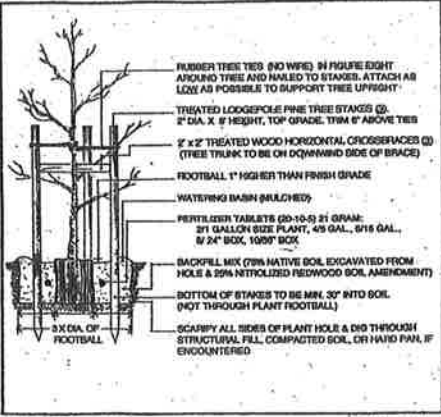 RUBBER TREE TIES (NO WIRE) IN FIGURE EIGHT
AROUND TREE AND NAILED TO STAKES. ATTACH AS
LOW AS POSSIBLE TO SUPPORT TREE UPRIGHT
TREATED LODGEPOLE PINE TREE STAKES (2).
2" DIA. X 8' HEIGHT, TOP GRADE. TRIM 6" ABOVE TIES
2" x 2" TREATED WOOD HORIZONTAL CROSSBRACES (2)
(TREE TRUNK TO BE ON DOWNWIND SIDE OF BRACE)
ROOTBALL 1" HIGHER THAN FINISH GRADE
WATERING BASIN (MULCHED)
FERTILIZER TABLETS (20-10-5) 21 GRAM:
2/1 GALLON SIZE PLANT, 4/5 GAL., 6/15 GAL.,
8/ 24" BOX, 10/36" BOX
BACKFILL MIX (75% NATIVE SOIL EXCAVATED FROM
HOLE & 25% NITROLIZED REDWOOD SOIL AMENDMENT)
BOTTOM OF STAKES TO BE MIN. 30" INTO SOIL
(NOT THROUGH PLANT ROOTBALL)
3 X DIA. OF
ROOTBALL
SCARIFY ALL SIDES OF PLANT HOLE & DIG THROUGH
STRUCTURAL FILL, COMPACTED SOIL, OR HARD PAN, IF
ENCOUNTERED